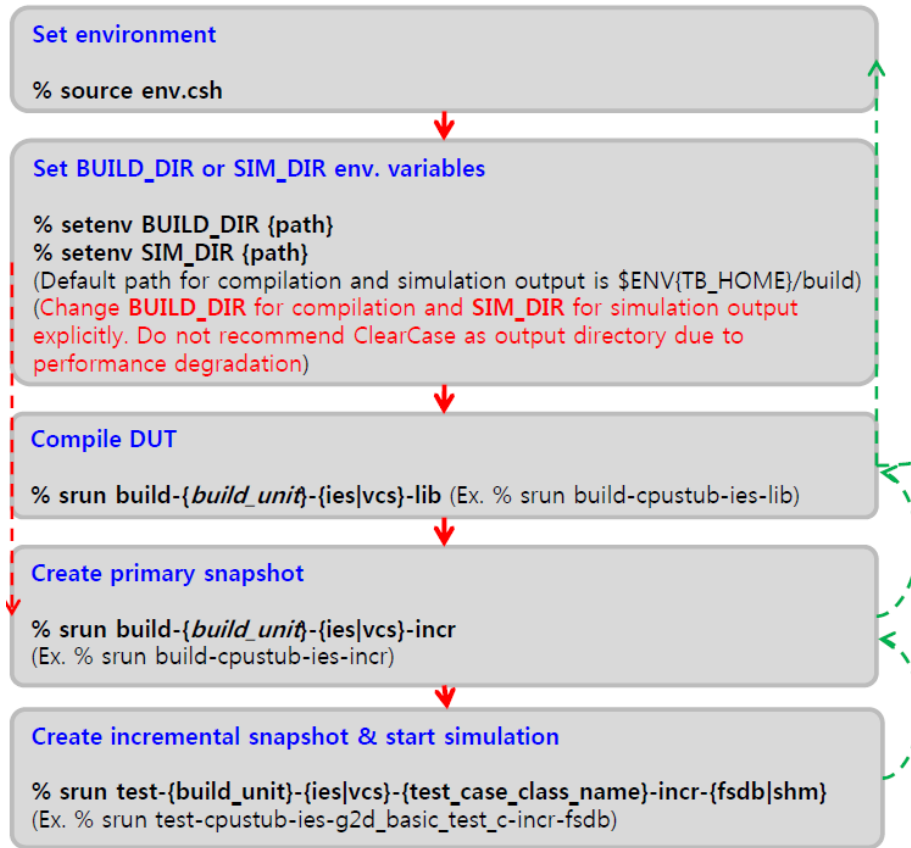 Set environment
% source env.csh
Set BUILD_DIR or SIM_DIR env. variables
% setenv BUILD_DIR {path}
% setenv SIM_DIR {path}
(Default path for compilation and simulation output is $ENV{TB_HOME}/build)
(Change BUILD_DIR for compilation and SIM_DIR for simulation output
explicitly. Do not recommend ClearCase as output directory due to
performance degradation)
Compile DUT
% srun build-{build_unit}-{ies|vcs}-lib (Ex. % srun build-cpustub-ies-lib)
Create primary snapshot
% srun build-{build_unit}-{ies|vcs}-incr
(Ex. % srun build-cpustub-ies-incr)
Create incremental snapshot & start simulation
% srun test-{build_unit}-{ies|vcs}-{test_case_class_name}-incr-{fsdb|shm}
(Ex. % srun test-cpustub-ies-g2d_basic_test_c-incr-fsdb)